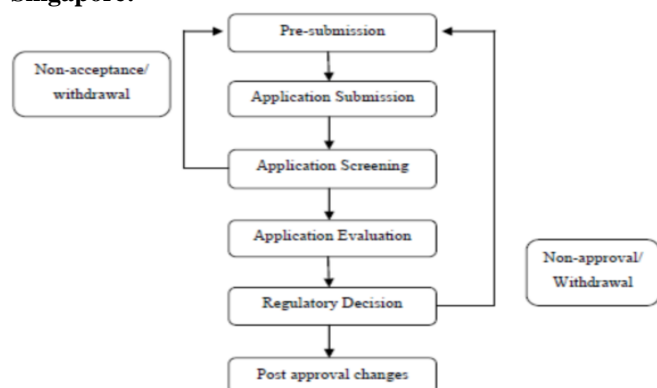 Singapore.
Pre-submission
Non-acceptance/
withdrawal
Application Submission
Application Screening
Application Evaluation
Non-approval/
Withdrawal
Regulatory Decision
Post approval changes